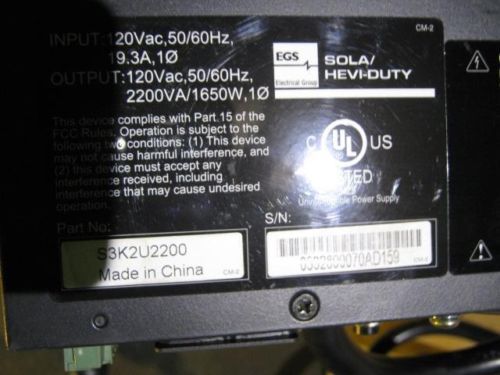 INPUT:120Vac,50/60Hz,
19.3A,1Ø
OUTPUT:120Vac,50/60Hz,
2200VA/1650W,1Ø
CM-2
EGS
Electrical Group
SOLA/
HEVI-DUTY
This device complies with Part.15 of the
FCC Rules. Operation is subject to the
following two conditions: (1) This device
may not cause harmful interference, and
(2) this device must accept any
interference received, including
interference that may cause undesired
operation.
C UL US
LISTED
Uninterruptible Power Supply
Part No:
S3K2U2200
Made in China
CM-2
S/N:
CM-2